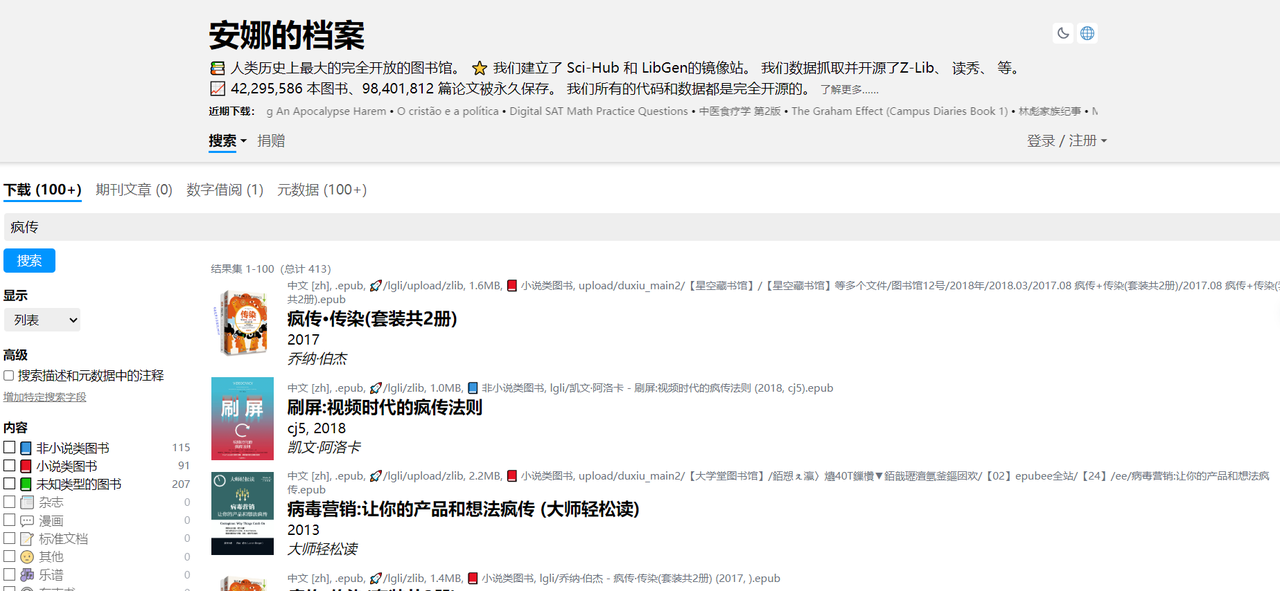 安娜的档案
📚 人类历史上最大的完全开放的图书馆。 ⭐ 我们建立了 Sci-Hub 和 LibGen的镜像站。 我们数据抓取并开源了Z-Lib、 读秀、 等。
📈 42,295,586 本图书、98,401,812 篇论文被永久保存。 我们所有的代码和数据都是完全开源的。 了解更多……
近期下载： g An Apocalypse Harem • O cristão e a política • Digital SAT Math Practice Questions • 中医食疗学 第2版 • The Graham Effect (Campus Diaries Book 1) • 林彪家族纪事 •
搜索 捐赠 登录 / 注册
下载 (100+) 期刊文章 (0) 数字借阅 (1) 元数据 (100+)
疯传
搜索
显示
列表
高级
搜索描述和元数据中的注释
增加特定搜索字段
内容
📘 非小说类图书 115
📕 小说类图书 91
📗 未知类型的图书 207
📰 杂志 0
💬 漫画 0
📝 标准文档 0
🤨 其他 0
🎶 乐谱 0
结果集 1-100 (总计 413)
中文 [zh], .epub, 🚀/lgli/upload/zlib, 1.6MB, 📕 小说类图书, upload/duxiu_main2/【星空藏书馆】/【星空藏书馆】等多个文件/图书馆12号/2018年/2018.03/2017.08 疯传+传染(套装共2册)/2017.08 疯传+传染(
共2册).epub
疯传•传染(套装共2册)
2017
乔纳·伯杰
中文 [zh], .epub, 🚀/lgli/zlib, 1.0MB, 📘 非小说类图书, lgli/凯文·阿洛卡 - 刷屏:视频时代的疯传法则 (2018, cj5).epub
刷屏:视频时代的疯传法则
cj5, 2018
凯文·阿洛卡
刷屏
中文 [zh], .epub, 🚀/lgli/upload/zlib, 2.2MB, 📕 小说类图书, upload/duxiu_main2/【大学堂图书馆】/【02】epubee全站/【24】/ee/病毒营销:让你的产品和想法疯
传.epub
病毒营销:让你的产品和想法疯传 (大师轻松读)
2013
大师轻松读
中文 [zh], .epub, 🚀/lgli/zlib, 1.4MB, 📕 小说类图书, lgli/乔纳·伯杰 - 疯传·传染(套装共2册) (2017, ).epub